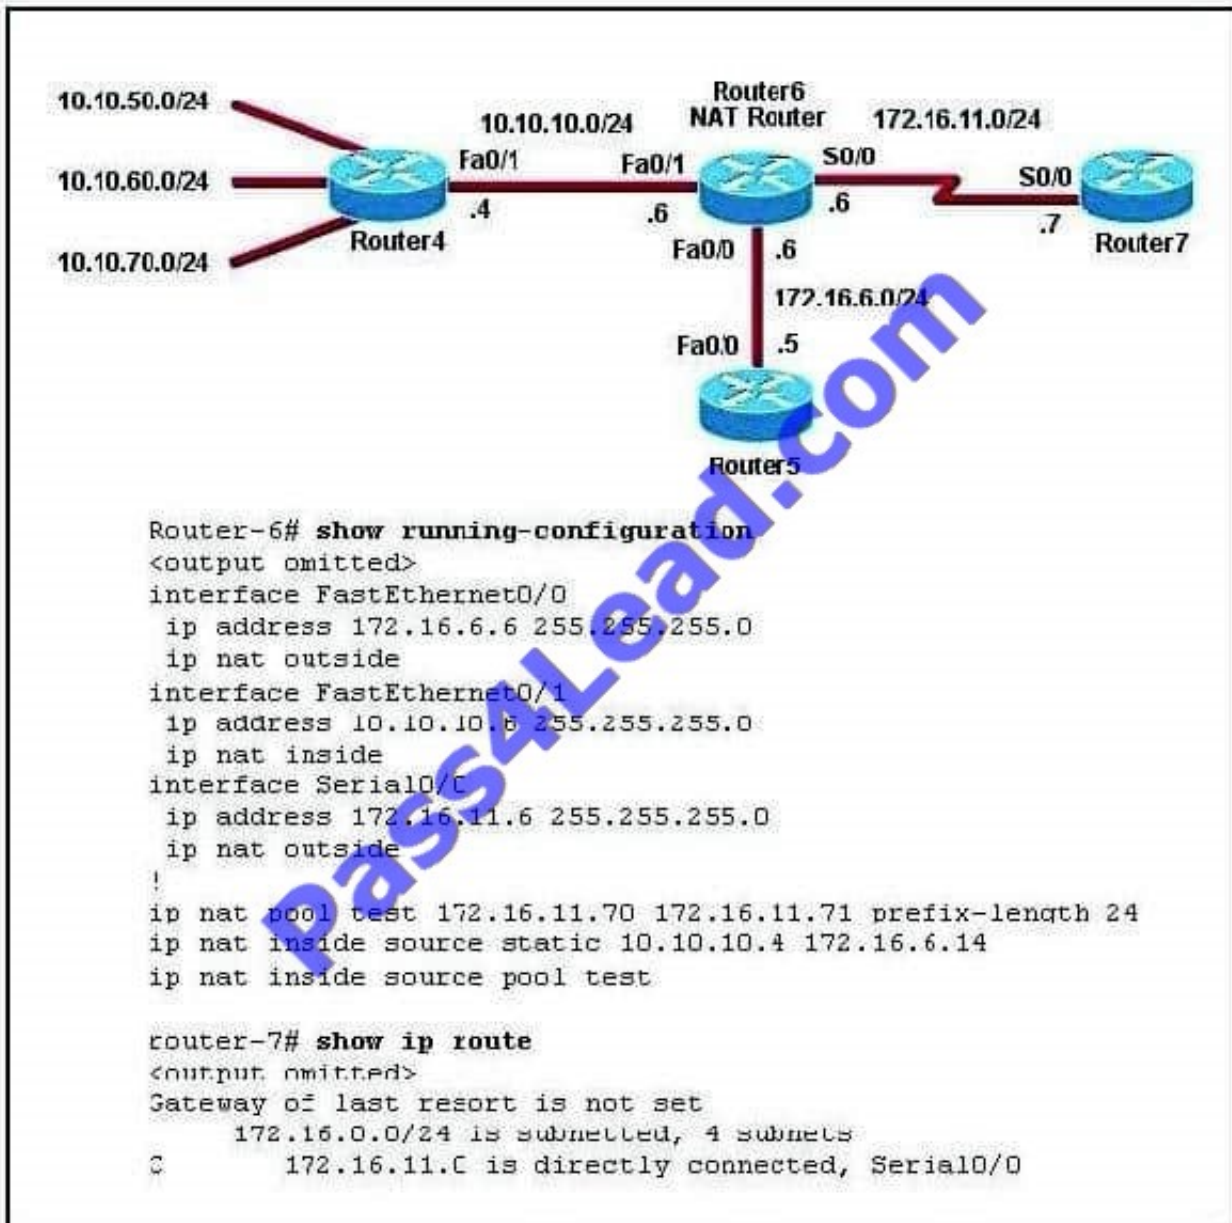 10.10.50.0/24
10.10.60.0/24
10.10.70.0/24
Router4
Fa0/1
.4
10.10.10.0/24
Fa0/1
.6
Router6
NAT Router
S0/0
.6
172.16.11.0/24
S0/0
.7
Router7
Fa0/0
.6
172.16.6.0/24
Fa0/0
.5
Router5
Pass4Lead.com
Router-6# show running-configuration
<output omitted>
interface FastEthernet0/0
ip address 172.16.6.6 255.255.255.0
ip nat outside
interface FastEthernet0/1
ip address 10.10.10.6 255.255.255.0
ip nat inside
interface Serial0/0
ip address 172.16.11.6 255.255.255.0
ip nat outside
!
ip nat pool test 172.16.11.70 172.16.11.71 prefix-length 24
ip nat inside source static 10.10.10.4 172.16.6.14
ip nat inside source pool test
router-7# show ip route
<output omitted>
Gateway of last resort is not set
172.16.0.0/24 is subnetted, 4 subnets
C 172.16.11.0 is directly connected, Serial0/0